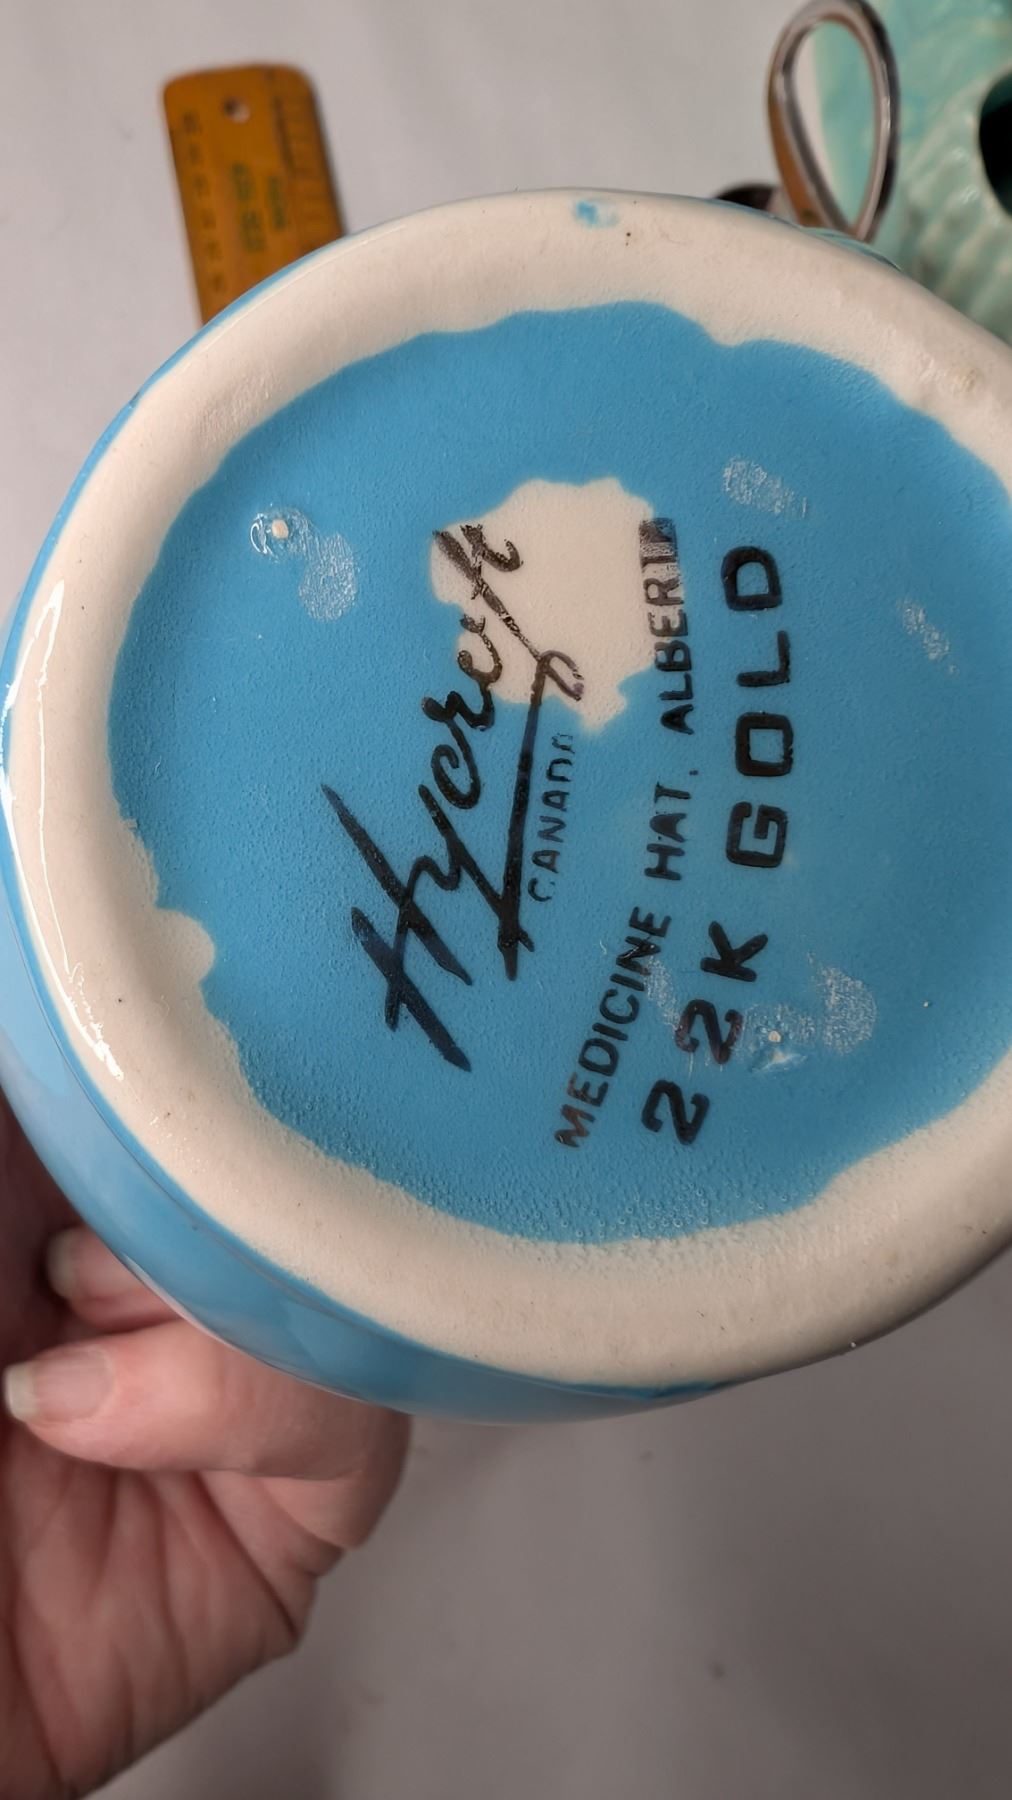 Hycroft
CANADA
MEDICINE HAT, ALBERTA
22K GOLD